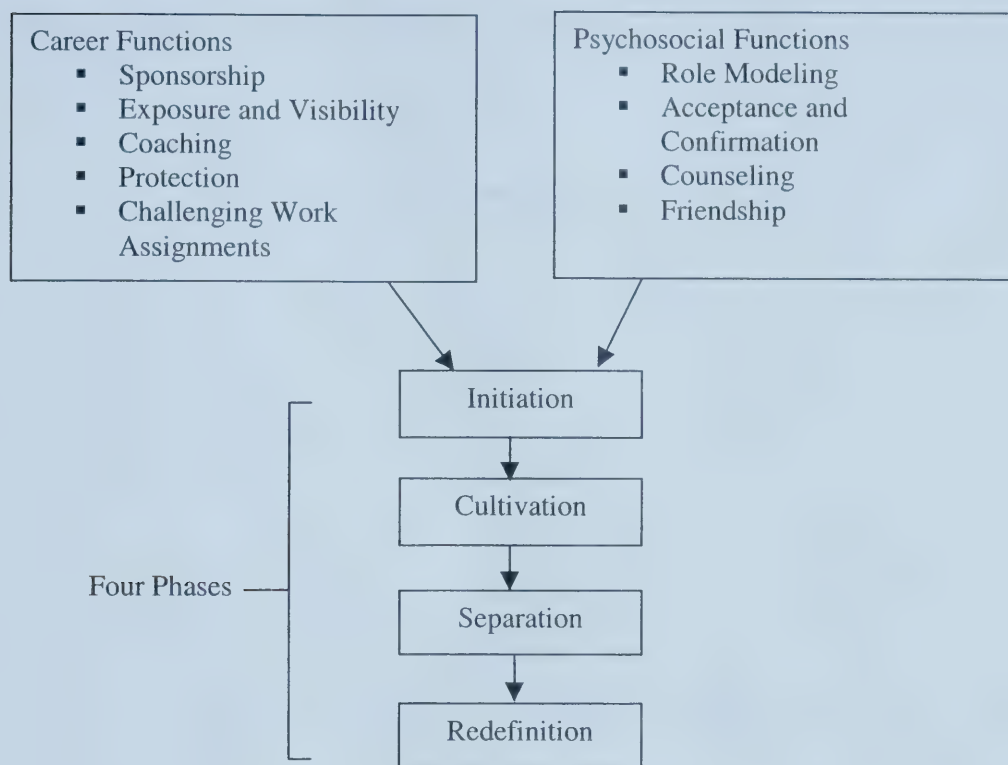 Career Functions
▪ Sponsorship
▪ Exposure and Visibility
▪ Coaching
▪ Protection
▪ Challenging Work
Assignments
Psychosocial Functions
▪ Role Modeling
▪ Acceptance and
Confirmation
▪ Counseling
▪ Friendship
Initiation
Cultivation
Four Phases
Separation
Redefinition